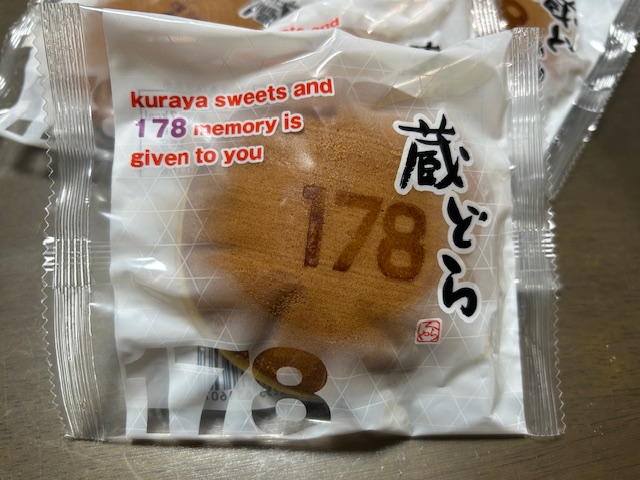 kuraya sweets and
178 memory is
given to you
蔵どら
178
178